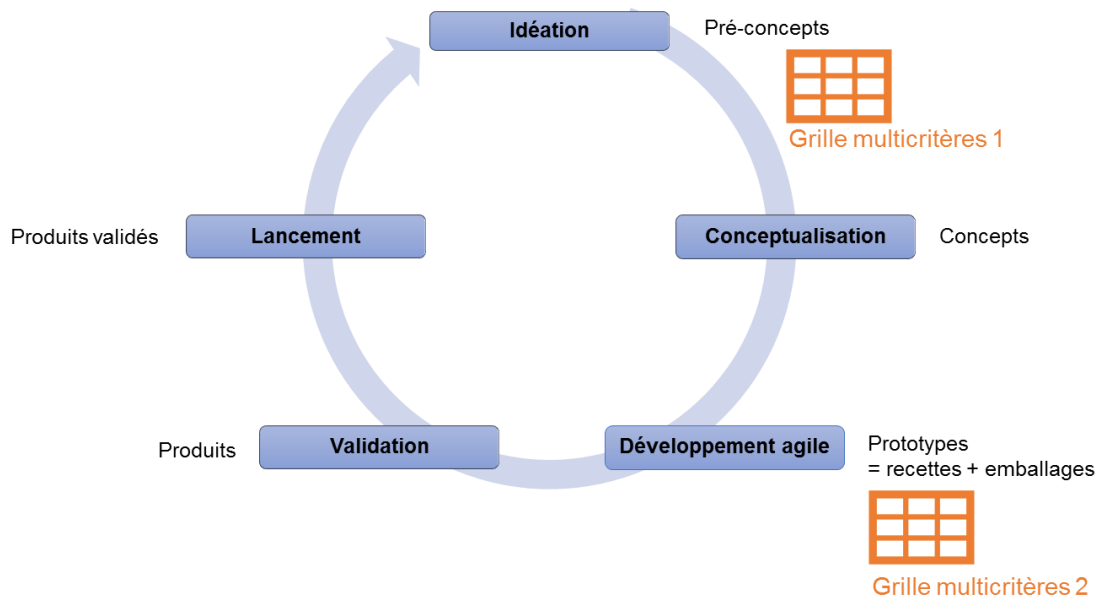 Idéation
Pré-concepts
Grille multicritères 1
Produits validés
Lancement
Conceptualisation
Concepts
Produits
Validation
Développement agile
Prototypes
= recettes + emballages
Grille multicritères 2